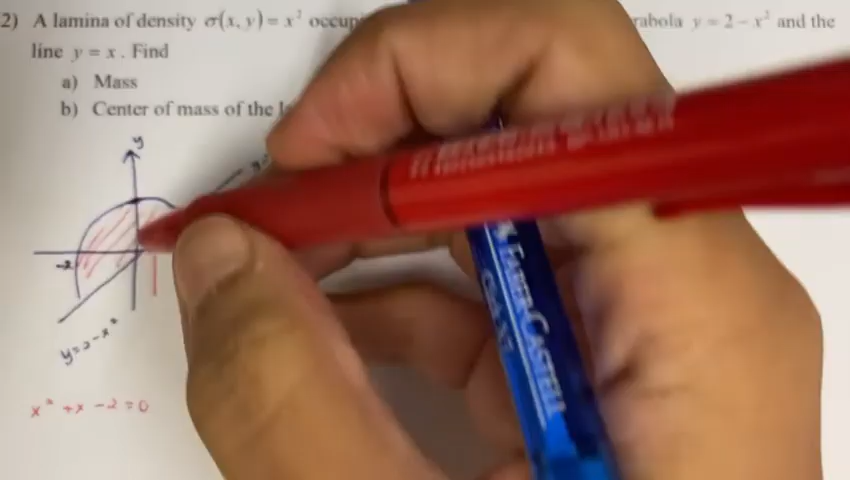 2) A lamina of density σ(x, y) = x² occup rabola y = 2 − x² and the
line y = x . Find
a) Mass
b) Center of mass of the
y
-2
y=2-x²
x² +x -2=0
FABER-CASTELL